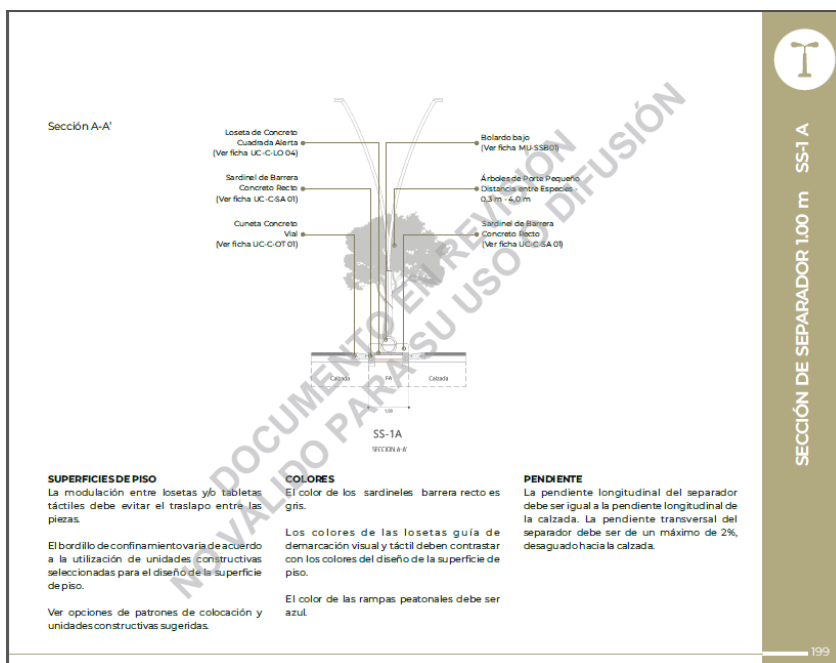 Sección A-A'
Loseta de Concreto
Cuadrada Alerta
(Ver ficha UC-C-LO 04)
Sardinel de Barrera
Concreto Recto
(Ver ficha UC-C-SA 01)
Cuneta Concreto
Vial
(Ver ficha UC-C-OT 01)
Bolardo bajo
(Ver ficha MU-SSB01)
Árboles de Porte Pequeño
Distancia entre Especies -
0,3 m - 4,0 m
Sardinel de Barrera
Concreto Recto
(Ver ficha UC-C-SA 01)
Calzada
FA
Calzada
1.00
SS-1A
SECCION A-A'
SUPERFICIES DE PISO
La modulación entre losetas y/o tabletas
táctiles debe evitar el traslapo entre las
piezas.
El bordillo de confinamiento varia de acuerdo
a la utilización de unidades constructivas
seleccionadas para el diseño de la superficie
de piso.
Ver opciones de patrones de colocación y
unidades constructivas sugeridas.
COLORES
El color de los sardineles barrera recto es
gris.
Los colores de las losetas guía de
demarcación visual y táctil deben contrastar
con los colores del diseño de la superficie de
piso.
El color de las rampas peatonales debe ser
azul.
PENDIENTE
La pendiente longitudinal del separador
debe ser igual a la pendiente longitudinal de
la calzada. La pendiente transversal del
separador debe ser de un máximo de 2%,
desaguado hacia la calzada.
DOCUMENTO EN REVISIÓN
NO VÁLIDO PARA SU USO O DIFUSIÓN
SECCIÓN DE SEPARADOR 1.00 m SS-1 A
199